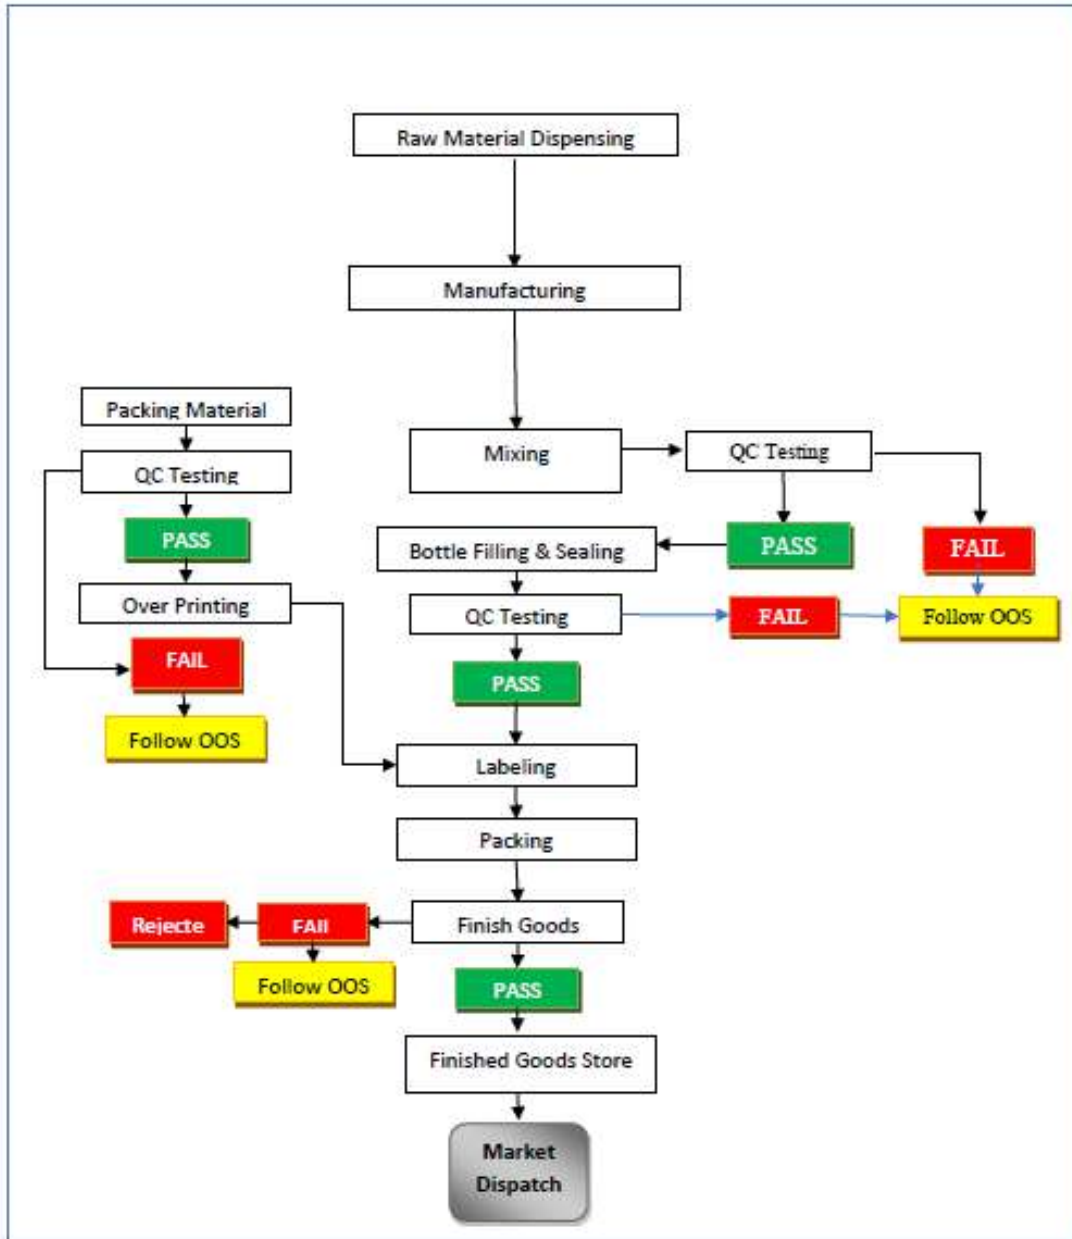 Raw Material Dispensing
Manufacturing
Packing Material
Mixing
QC Testing
QC Testing
PASS
PASS
FAIL
Bottle Filling & Sealing
Over Printing
QC Testing
FAIL
Follow OOS
FAIL
PASS
Follow OOS
Labeling
Packing
Rejecte
FAIL
Finish Goods
Follow OOS
PASS
Finished Goods Store
Market
Dispatch